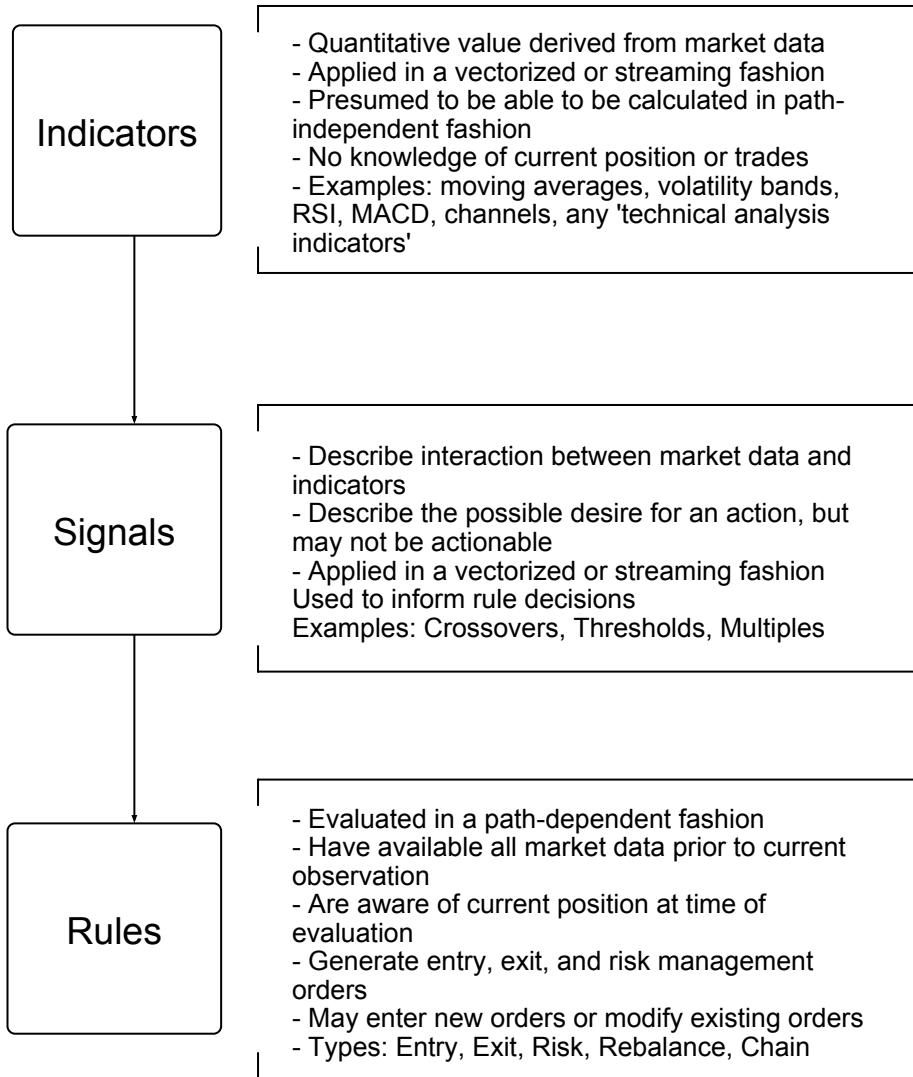 Indicators
- Quantitative value derived from market data
- Applied in a vectorized or streaming fashion
- Presumed to be able to be calculated in path-
independent fashion
- No knowledge of current position or trades
- Examples: moving averages, volatility bands,
RSI, MACD, channels, any 'technical analysis
indicators'
Signals
- Describe interaction between market data and
indicators
- Describe the possible desire for an action, but
may not be actionable
- Applied in a vectorized or streaming fashion
Used to inform rule decisions
Examples: Crossovers, Thresholds, Multiples
Rules
- Evaluated in a path-dependent fashion
- Have available all market data prior to current
observation
- Are aware of current position at time of
evaluation
- Generate entry, exit, and risk management
orders
- May enter new orders or modify existing orders
- Types: Entry, Exit, Risk, Rebalance, Chain